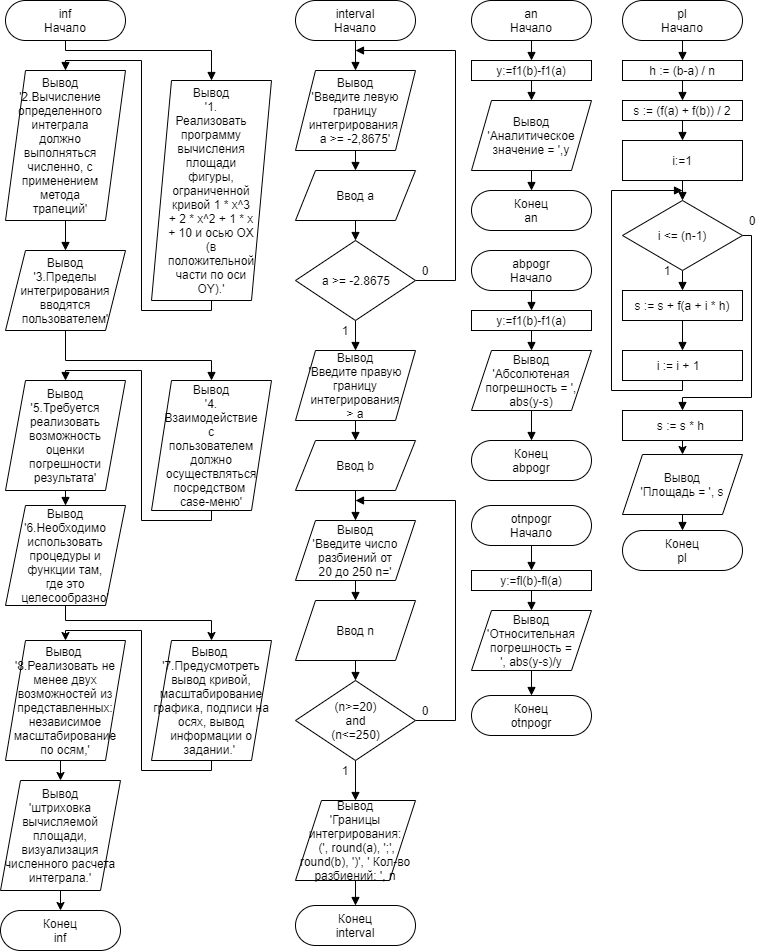 inf
Начало
Вывод
'1.
Реализовать
программу
вычисления
площади
фигуры,
ограниченной
кривой 1 * x^3
+ 2 * x^2 + 1 * x
+ 10 и осью OX
(в
положительной
части по оси
OY).'
Вывод
'2.Вычисление
определенного
интеграла
должно
выполняться
численно, с
применением
метода
трапеций'
Вывод
'3.Пределы
интегрирования
вводятся
пользователем'
Вывод
'4.
Взаимодействие
с
пользователем
должно
осуществляться
посредством
case-меню'
Вывод
'5.Требуется
реализовать
возможность
оценки
погрешности
результата'
Вывод
'6.Необходимо
использовать
процедуры и
функции там,
где это
целесообразно
Вывод
'7.Предусмотреть
вывод кривой,
масштабирование
графика, подписи на
осях, вывод
информации о
задании.'
Вывод
'8.Реализовать не
менее двух
возможностей из
представленных:
независимое
масштабирование
по осям,'
Вывод
'штриховка
вычисляемой
площади,
визуализация
численного расчета
интеграла.'
Конец
inf
interval
Начало
Вывод
'Введите левую
границу
интегрирования
a >= -2,8675'
Ввод a
a >= -2.8675
0
1
Вывод
'Введите правую
границу
интегрирования
> a
Ввод b
Вывод
'Введите число
разбиений от
20 до 250 n='
Ввод n
(n>=20)
and
(n<=250)
0
1
Вывод
'Границы
интегрирования:
(', round(a), ';',
round(b), ')', ' Кол-во
разбиений: ', n
Конец
interval
an
Начало
y:=f1(b)-f1(a)
Вывод
'Аналитическое
значение = ',y
Конец
an
abpogr
Начало
y:=f1(b)-f1(a)
Вывод
'Абсолютеная
погрешность = ',
abs(y-s)
Конец
abpogr
otnpogr
Начало
y:=fl(b)-fl(a)
Вывод
'Относительная
погрешность =
', abs(y-s)/y
Конец
otnpogr
pl
Начало
h := (b-a) / n
s := (f(a) + f(b)) / 2
i:=1
i <= (n-1)
0
1
s := s + f(a + i * h)
i := i + 1
s := s * h
Вывод
'Площадь = ', s
Конец
pl